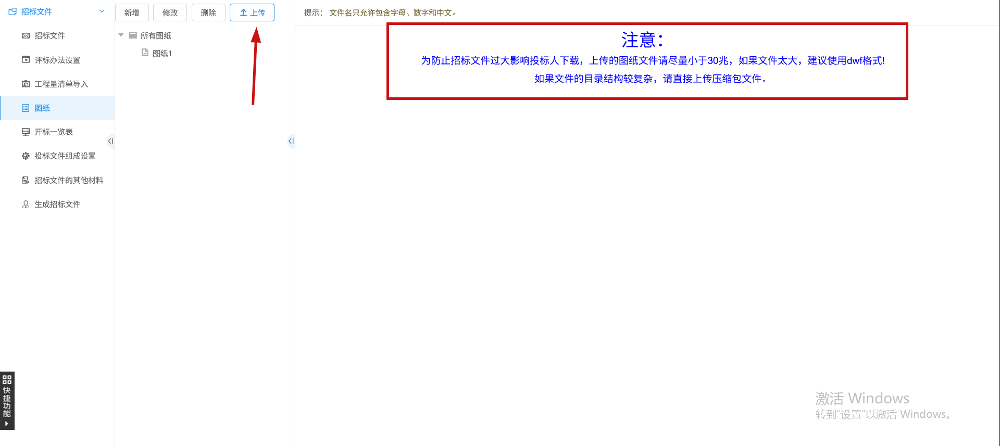 招标文件
招标文件
评标办法设置
工程量清单导入
图纸
开标一览表
投标文件组成设置
招标文件的其他材料
生成招标文件
快捷功能
新增 修改 删除 上传
所有图纸
图纸1
提示： 文件名只允许包含字母、数字和中文。
注意：
为防止招标文件过大影响投标人下载，上传的图纸文件请尽量小于30兆，如果文件太大，建议使用dwf格式!
如果文件的目录结构较复杂，请直接上传压缩包文件。
激活 Windows
转到“设置”以激活 Windows。